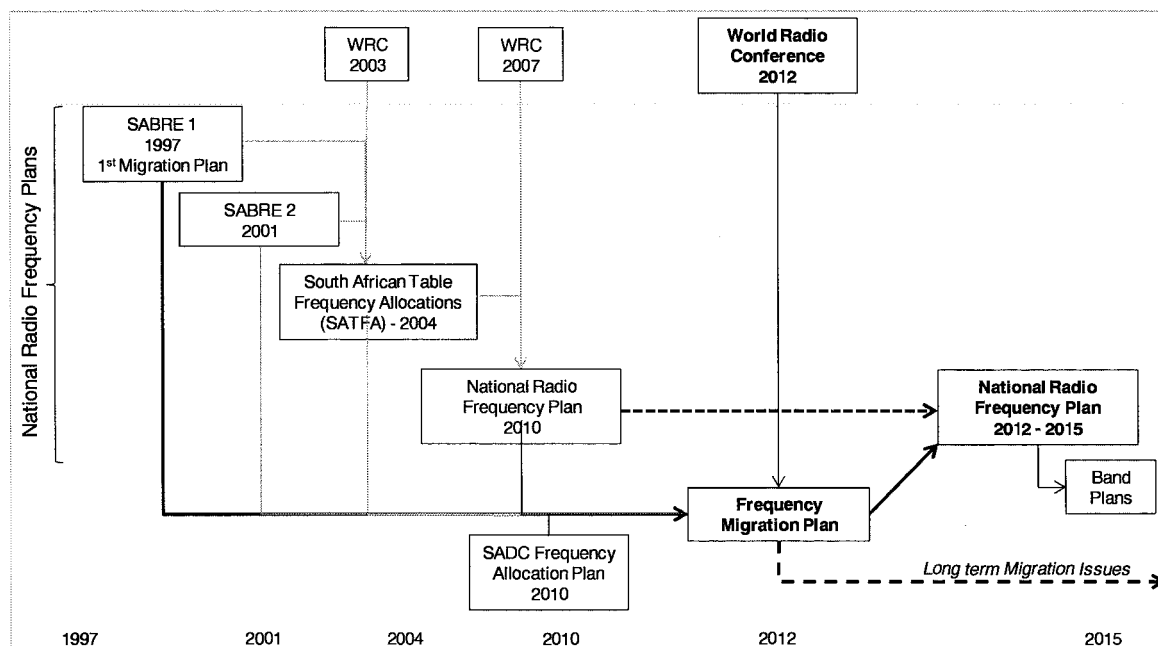 WRC
2003
WRC
2007
World Radio
Conference
2012
National Radio Frequency Plans
SABRE 1
1997
1st Migration Plan
SABRE 2
2001
South African Table
Frequency Allocations
(SATFA) - 2004
National Radio
Frequency Plan
2010
National Radio
Frequency Plan
2012 - 2015
Band
Plans
Frequency
Migration Plan
SADC Frequency
Allocation Plan
2010
Long term Migration Issues
1997
2001
2004
2010
2012
2015